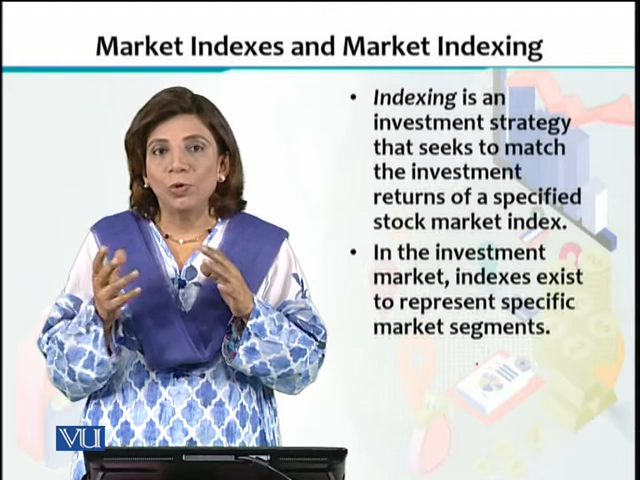 Market Indexes and Market Indexing
• Indexing is an
investment strategy
that seeks to match
the investment
returns of a specified
stock market index.
• In the investment
market, indexes exist
to represent specific
market segments.
VU